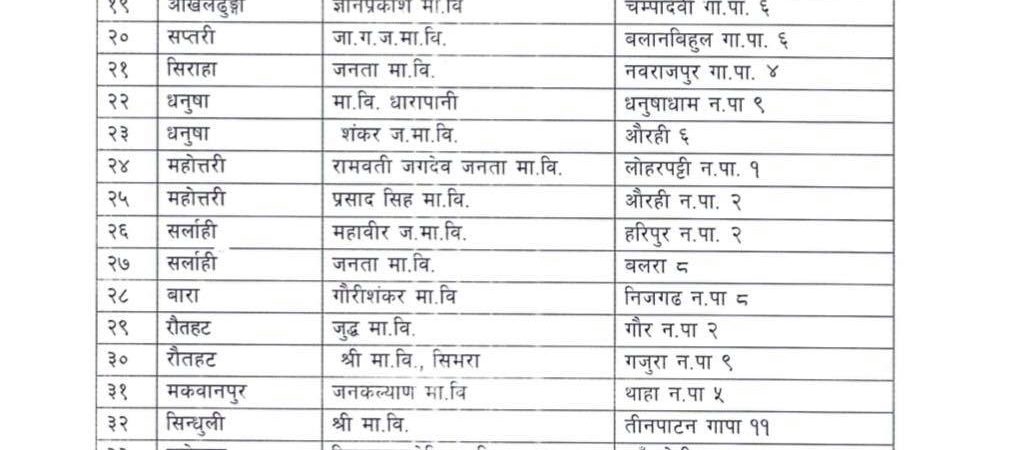 १९ ओखलढुङ्गा ज्ञानप्रकाश मा.वि चम्पादेवी गा.पा. ६
२० सप्तरी जा.ग.ज.मा.वि. बलानबिहुल गा.पा. ६
२१ सिराहा जनता मा.वि. नवराजपुर गा.पा. ४
२२ धनुषा मा.वि. धारापानी धनुषाधाम न.पा ९
२३ धनुषा शंकर ज.मा.वि. औरही ६
२४ महोत्तरी रामवती जगदेव जनता मा.वि. लोहरपट्टी न.पा. १
२५ महोत्तरी प्रसाद सिह मा.वि. औरही न.पा. २
२६ सर्लाही महावीर ज.मा.वि. हरिपुर न.पा. २
२७ सर्लाही जनता मा.वि. बलरा ८
२८ बारा गौरीशंकर मा.वि निजगढ न.पा ८
२९ रौतहट जुद्ध मा.वि. गौर न.पा २
३० रौतहट श्री मा.वि., सिमरा गजुरा न.पा ९
३१ मकवानपुर जनकल्याण मा.वि थाहा न.पा ५
३२ सिन्धुली श्री मा.वि. तीनपाटन गापा ११